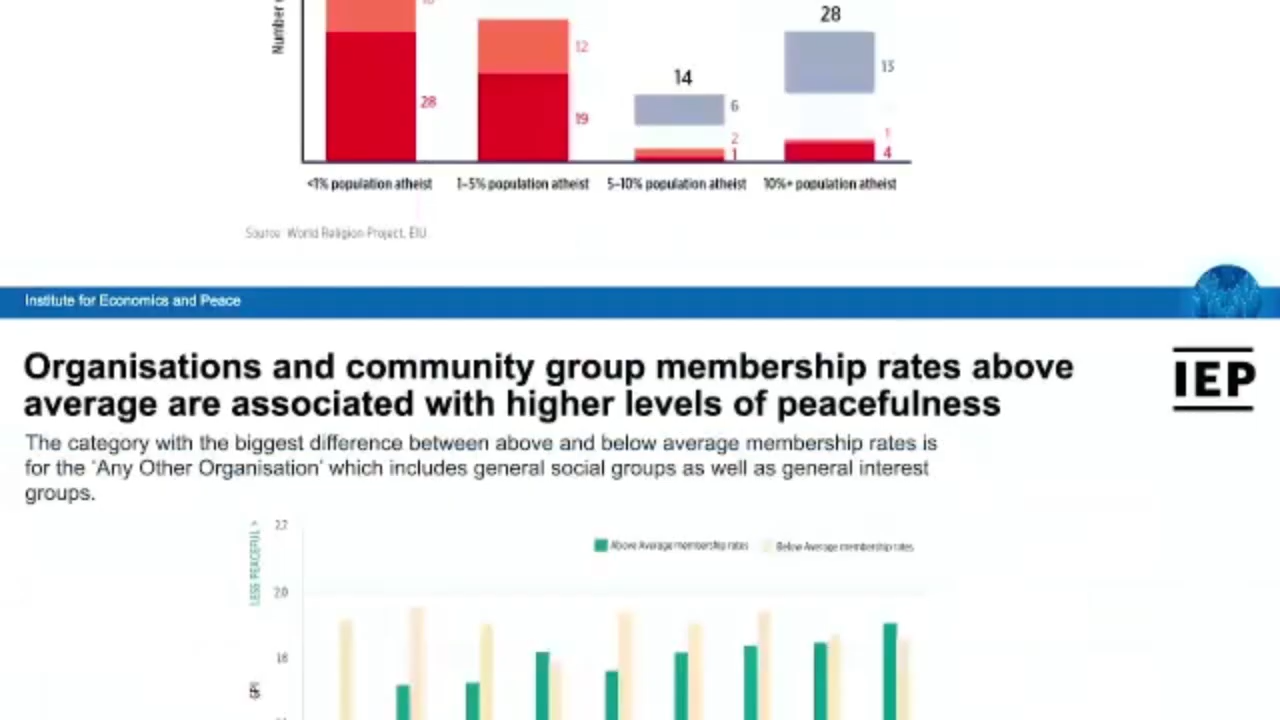 28
Number
28
12
14
13
6
19
2
1
1
4
<1% population atheist 1-5% population atheist 5-10% population atheist 10%+ population atheist
Source: World Religion Project, EIU
Institute for Economics and Peace
Organisations and community group membership rates above
average are associated with higher levels of peacefulness
IEP
The category with the biggest difference between above and below average membership rates is
for the 'Any Other Organisation' which includes general social groups as well as general interest
groups.
LESS PEACEFUL >
2.2
Above Average membership rates Below Average membership rates
2.0
1.8
GPI